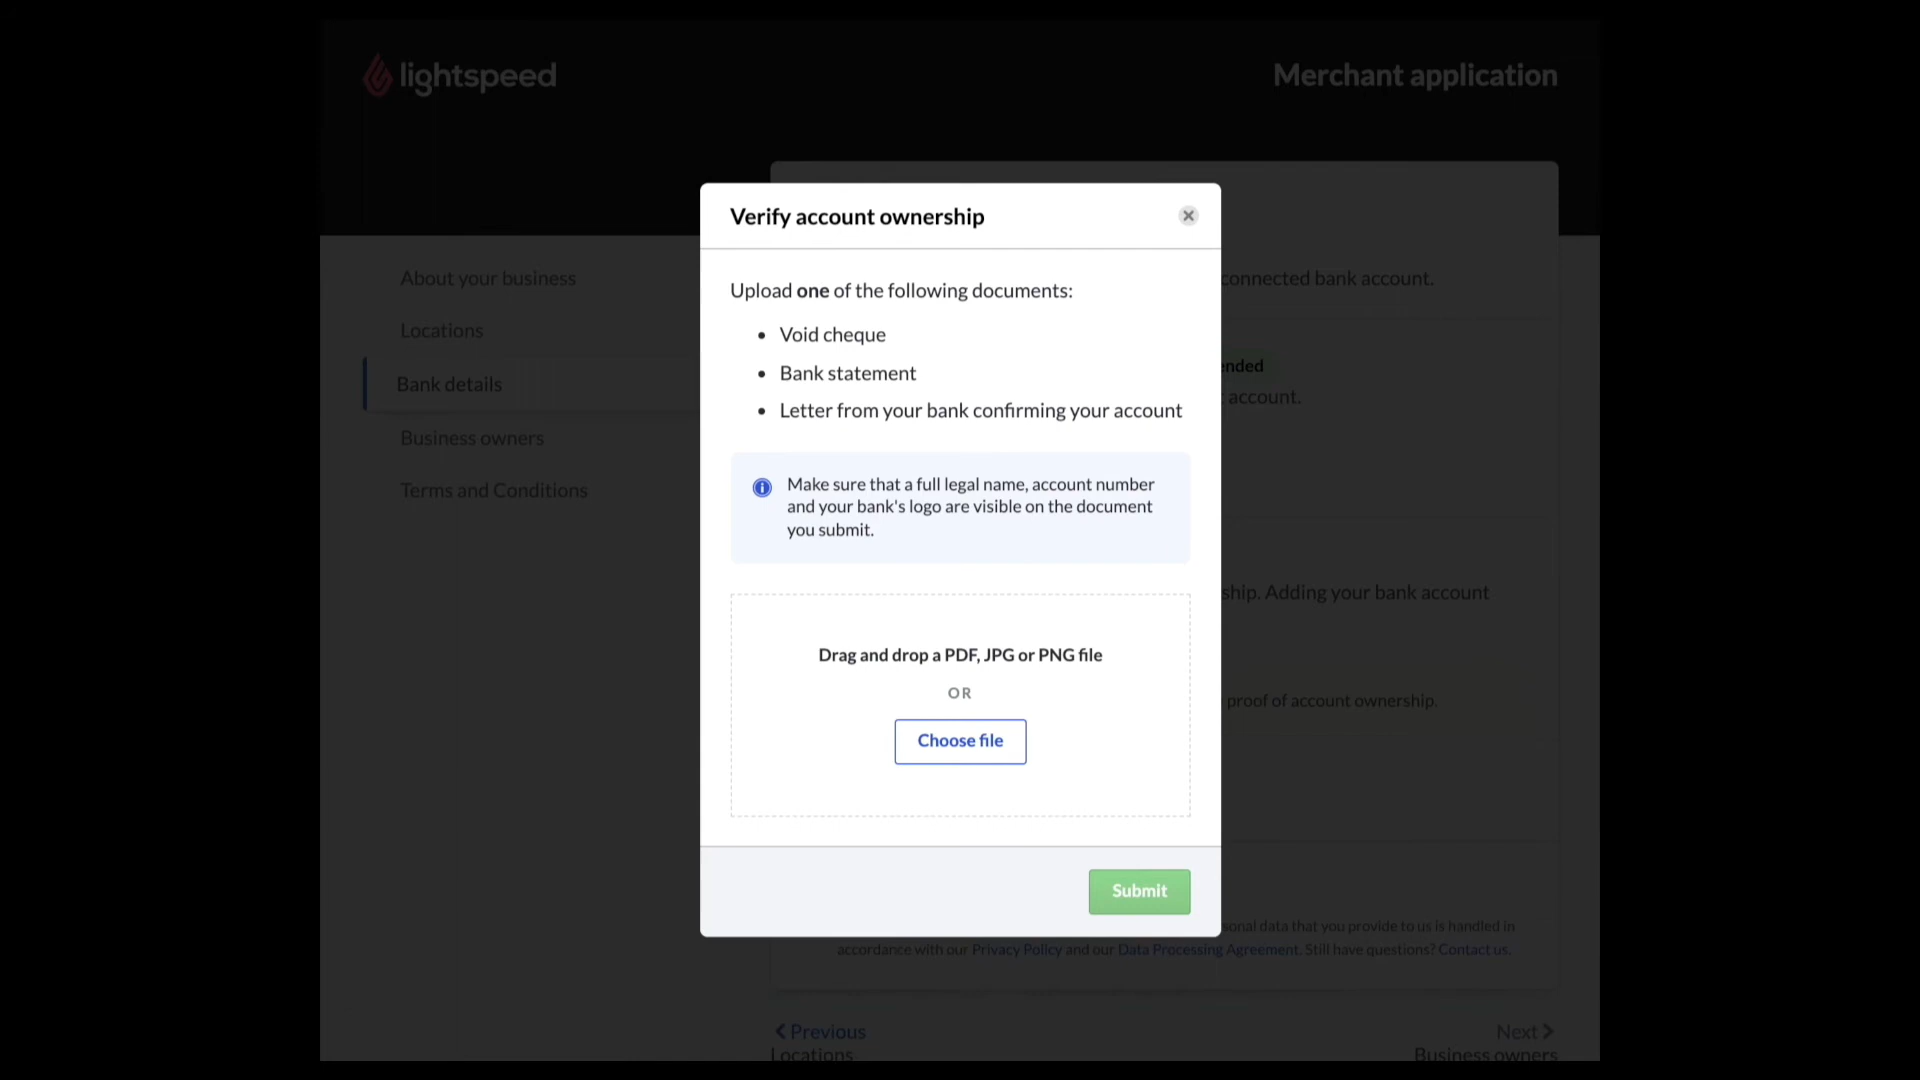 lightspeed
Merchant application
Verify account ownership
About your business
Locations
Bank details
Business owners
Terms and Conditions
Upload one of the following documents:
• Void cheque
• Bank statement
• Letter from your bank confirming your account
Make sure that a full legal name, account number
and your bank's logo are visible on the document
you submit.
Drag and drop a PDF, JPG or PNG file
OR
Choose file
Submit
connected bank account.
account.
Adding your bank account
proof of account ownership.
data that you provide to us is handled in
accordance with our Privacy Policy and our Data Processing Agreement. Still have questions? Contact us.
Previous
Locations
Next
Business owners